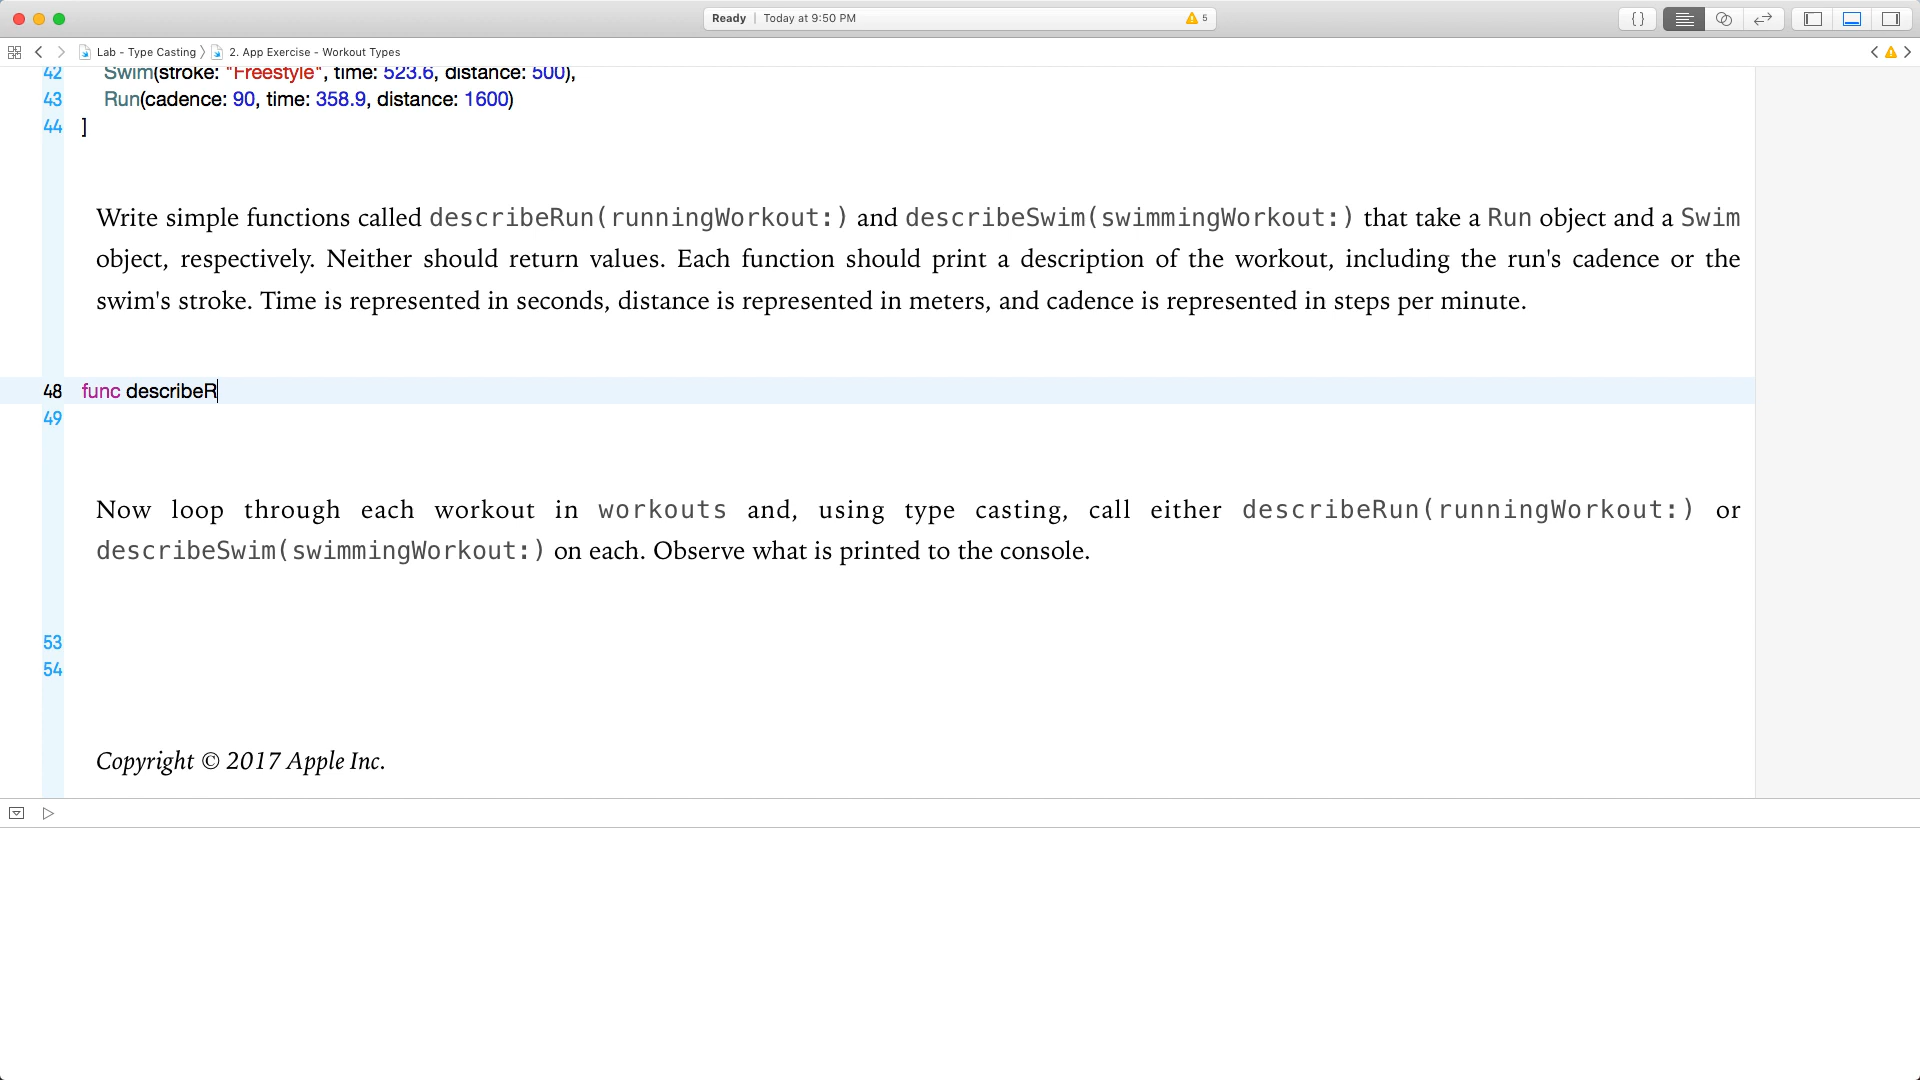 Ready | Today at 9:50 PM
5
{ }
Lab - Type Casting 〉 2. App Exercise - Workout Types
42 Swim(stroke: "Freestyle", time: 523.6, distance: 500),
43 Run(cadence: 90, time: 358.9, distance: 1600)
44 ]
Write simple functions called describeRun(runningWorkout:) and describeSwim(swimmingWorkout:) that take a Run object and a Swim
object, respectively. Neither should return values. Each function should print a description of the workout, including the run's cadence or the
swim's stroke. Time is represented in seconds, distance is represented in meters, and cadence is represented in steps per minute.
48 func describeR
49
Now loop through each workout in workouts and, using type casting, call either describeRun(runningWorkout:) or
describeSwim(swimmingWorkout:) on each. Observe what is printed to the console.
53
54
Copyright © 2017 Apple Inc.